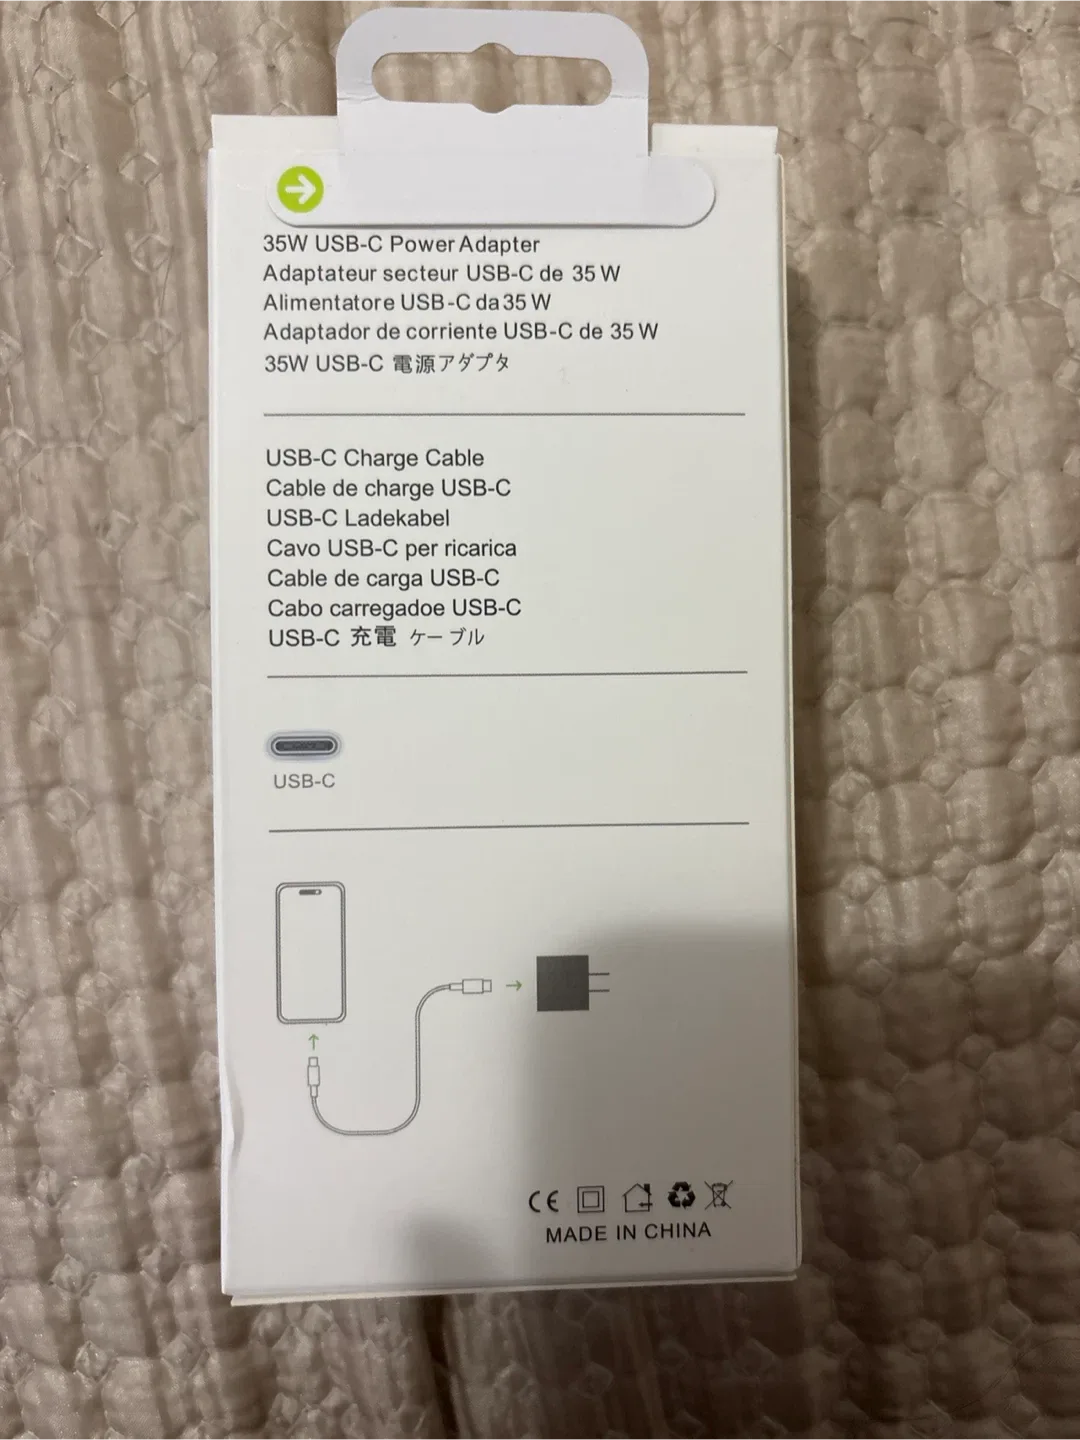 35W USB-C Power Adapter
Adaptateur secteur USB-C de 35 W
Alimentatore USB-C da 35 W
Adaptador de corriente USB-C de 35 W
35W USB-C 電源アダプタ
USB-C Charge Cable
Cable de charge USB-C
USB-C Ladekabel
Cavo USB-C per ricarica
Cable de carga USB-C
Cabo carregadoe USB-C
USB-C 充電 ケーブル
USB-C
CE
MADE IN CHINA